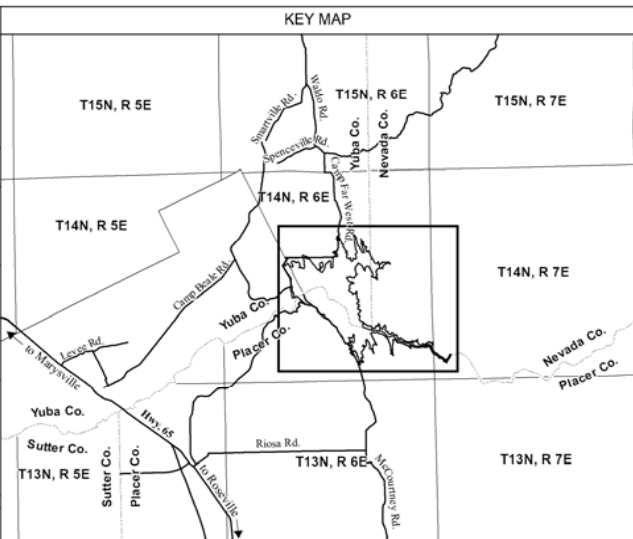 KEY MAP
T15N, R 5E
Smartville Rd.
Waldo Rd.
T15N, R 6E
T15N, R 7E
Spenceville Rd.
Yuba Co.
Nevada Co.
Camp Far West Rd.
T14N, R 6E
T14N, R 5E
T14N, R 7E
Camp Beale Rd.
Yuba Co.
Placer Co.
Levee Rd.
to Marysville
Nevada Co.
Placer Co.
Yuba Co.
Hwy. 65
Sutter Co.
Riosa Rd.
T13N, R 5E
Sutter Co.
Placer Co.
to Roseville
T13N, R 6E
McCourtney Rd.
T13N, R 7E